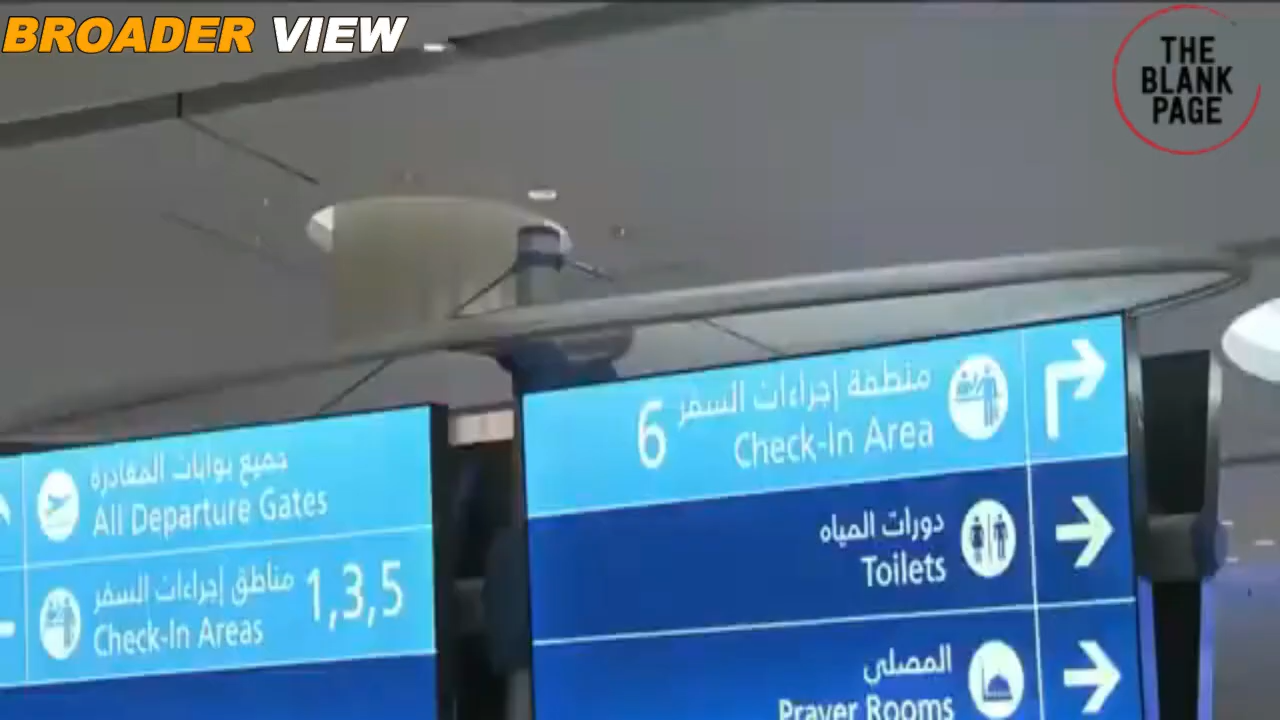 BROADER VIEW
THE
BLANK
PAGE
جميع بوابات المغادرة
All Departure Gates
مناطق إجراءات السفر
Check-In Areas
1,3,5
منطقة إجراءات السفر
Check-In Area
6
دورات المياه
Toilets
المصلى
Prayer Rooms